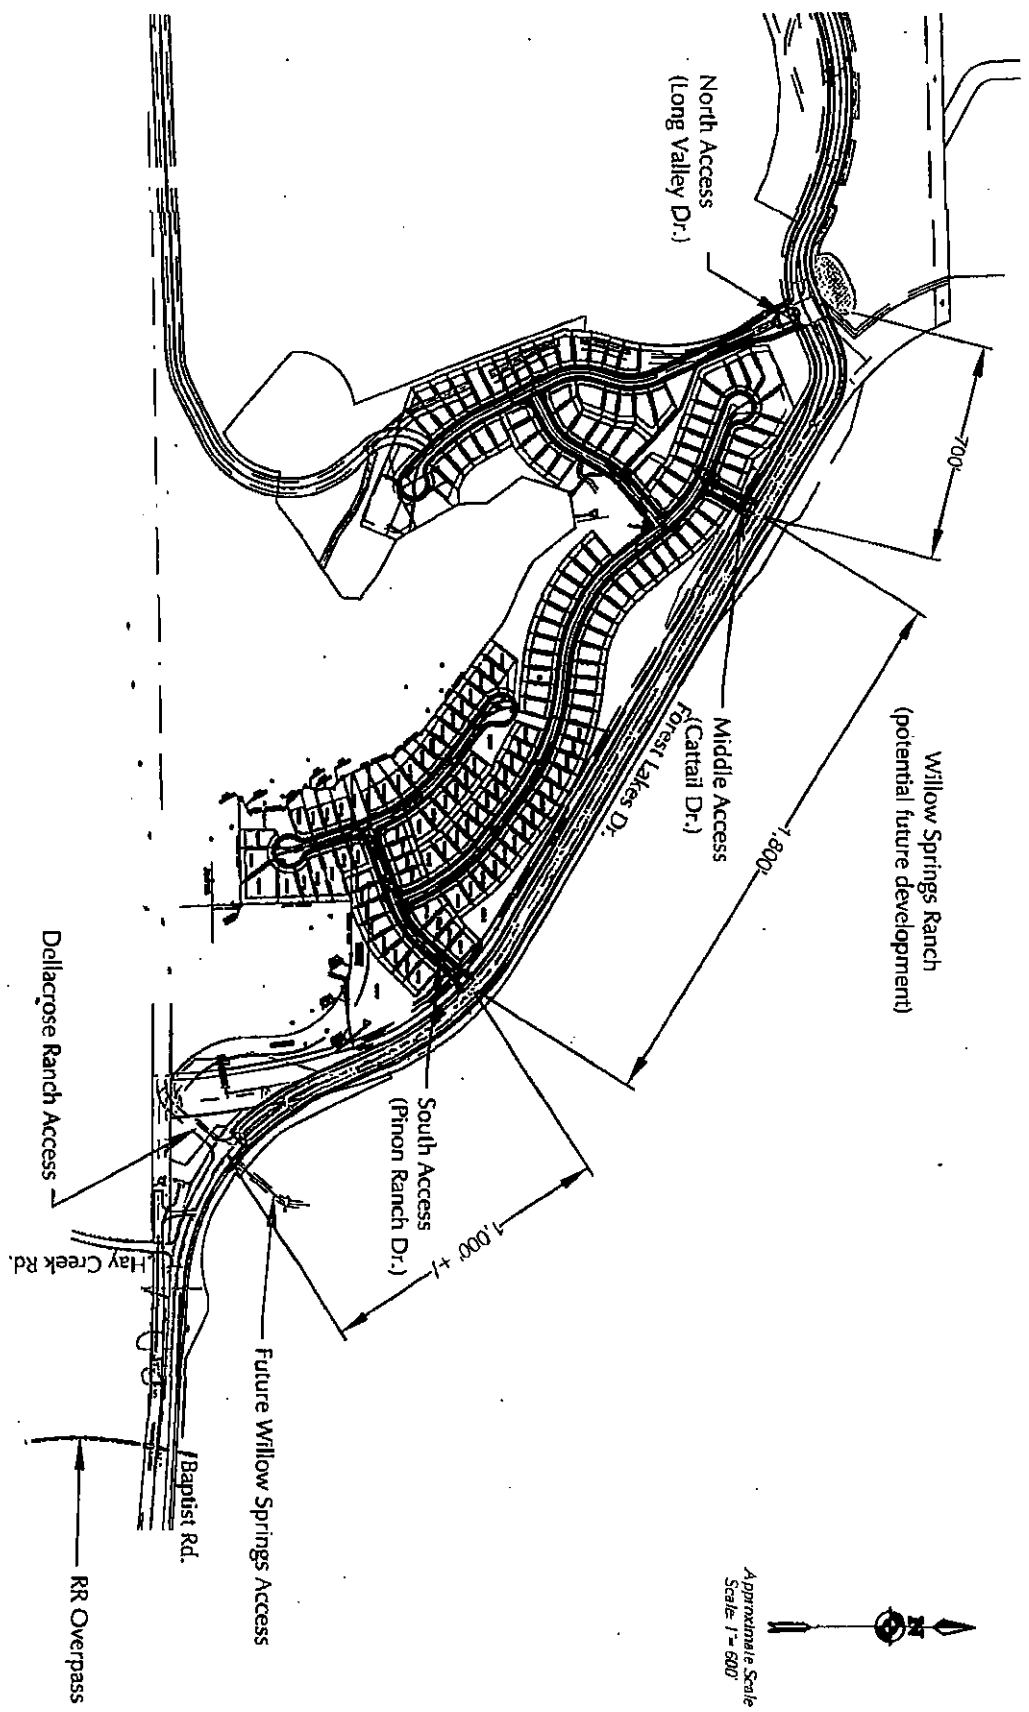 North Access
(Long Valley Dr.)
700'
Willow Springs Ranch
(potential future development)
1,800'
Middle Access
(Cattail Dr.)
Forest Lakes Dr.
South Access
(Pinon Ranch Dr.)
1,000' +/-
Dellacrose Ranch Access
Hay Creek Rd.
Future Willow Springs Access
Baptist Rd.
RR Overpass
N
Approximate Scale
Scale: 1" = 600'